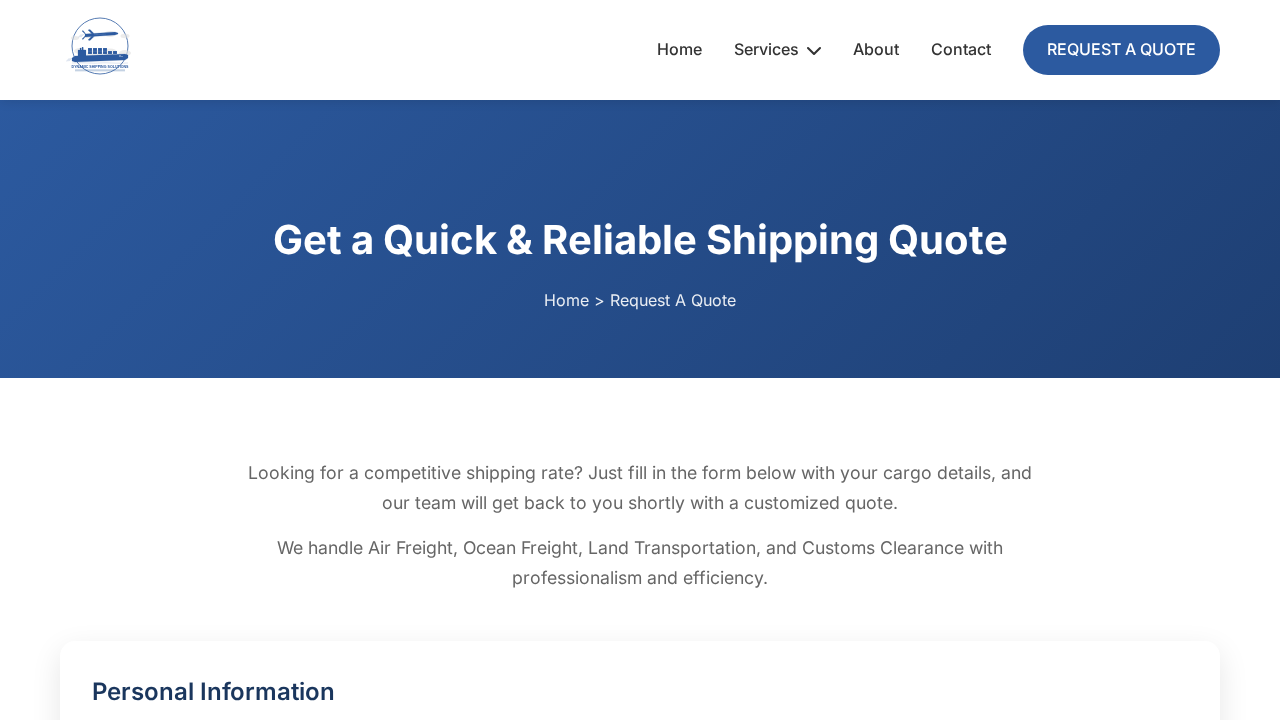 DYNAMIC SHIPPING SOLUTIONS
Home
Services
About
Contact
REQUEST A QUOTE
Get a Quick & Reliable Shipping Quote
Home > Request A Quote
Looking for a competitive shipping rate? Just fill in the form below with your cargo details, and
our team will get back to you shortly with a customized quote.
We handle Air Freight, Ocean Freight, Land Transportation, and Customs Clearance with
professionalism and efficiency.
Personal Information